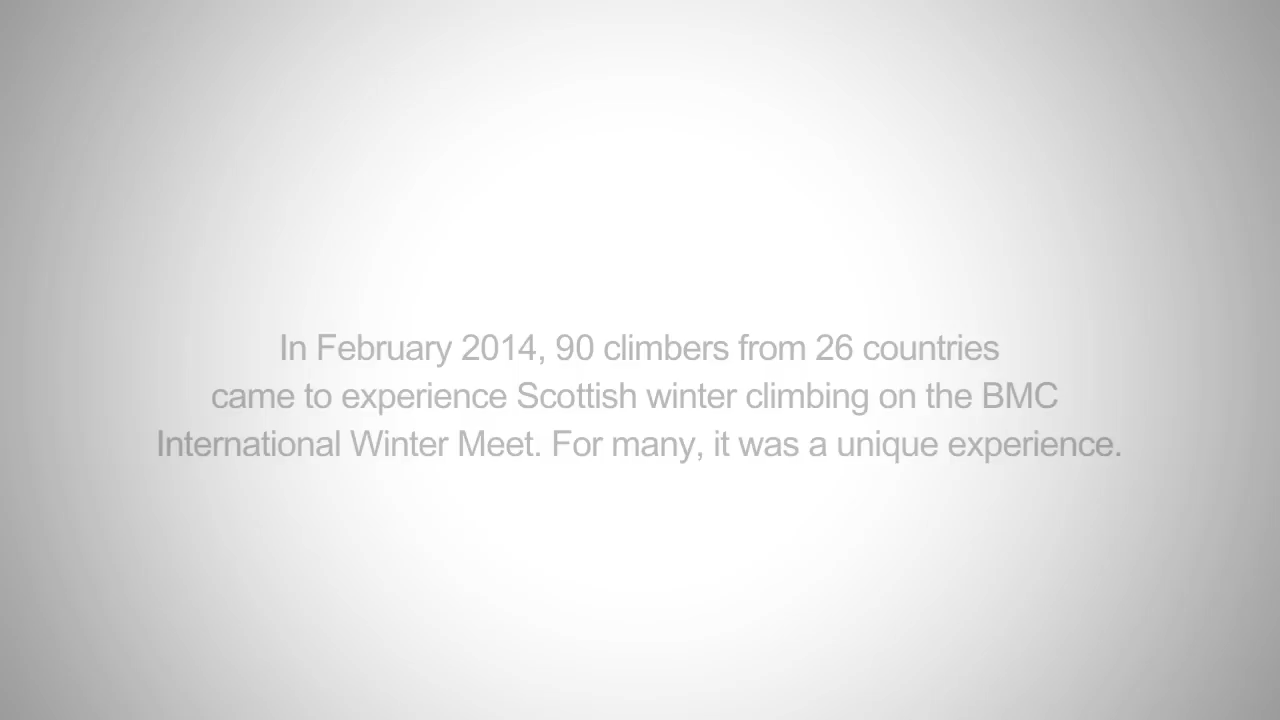 In February 2014, 90 climbers from 26 countries
came to experience Scottish winter climbing on the BMC
International Winter Meet. For many, it was a unique experience.